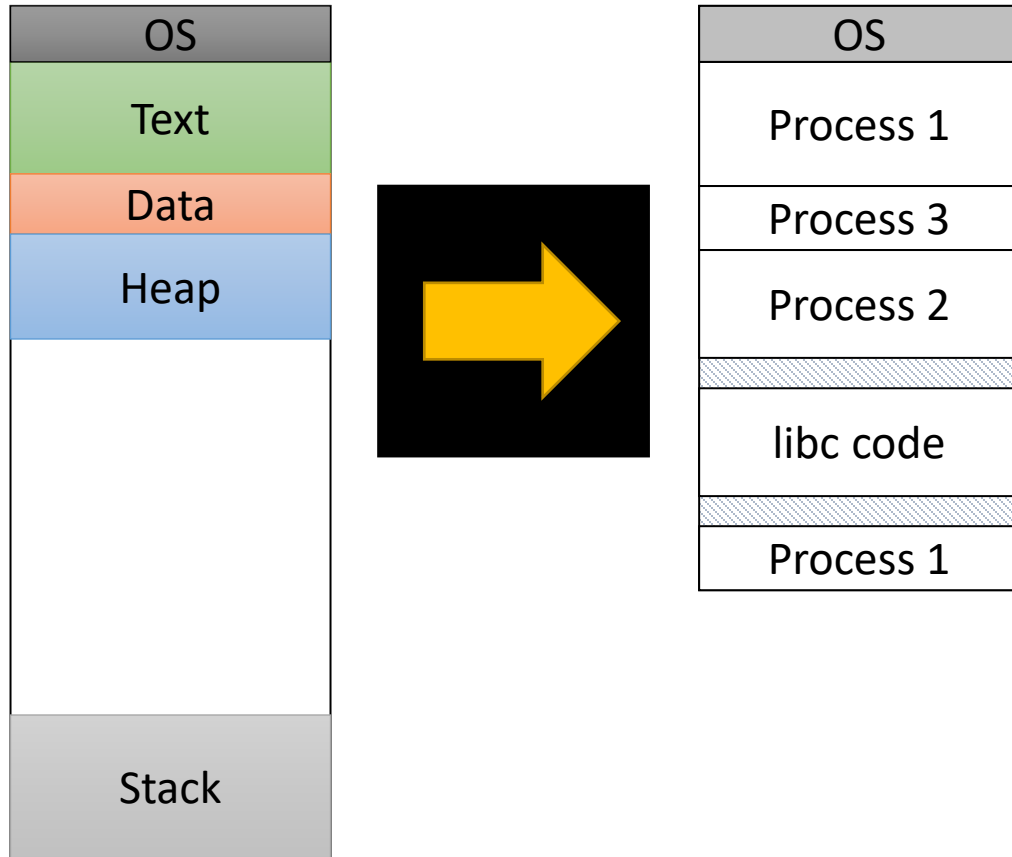 OS
Text
Data
Heap
Stack
OS
Process 1
Process 3
Process 2
libc code
Process 1